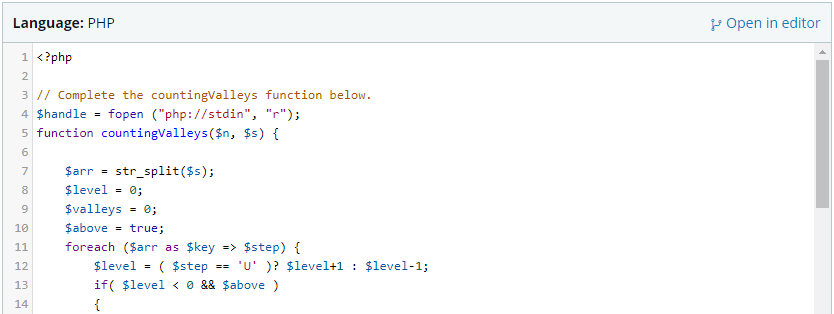 Language: PHP
Open in editor
1 <?php
2
3 // Complete the countingValleys function below.
4 $handle = fopen ("php://stdin", "r");
5 function countingValleys($n, $s) {
6
7     $arr = str_split($s);
8     $level = 0;
9     $valleys = 0;
10     $above = true;
11     foreach ($arr as $key => $step) {
12         $level = ( $step == 'U' )? $level+1 : $level-1;
13         if( $level < 0 && $above )
14         {